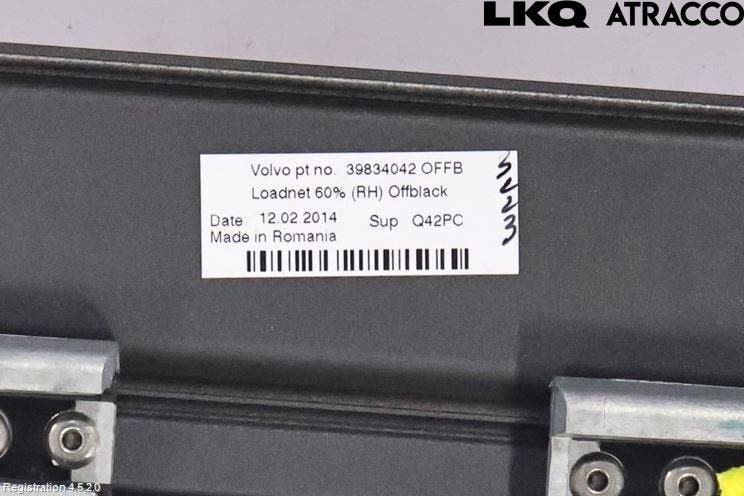 LKQ ATRACCO
Volvo pt no. 39834042 OFFB
Loadnet 60% (RH) Offblack
Date 12.02.2014 Sup Q42PC
Made in Romania
Registration 4.5.2.0